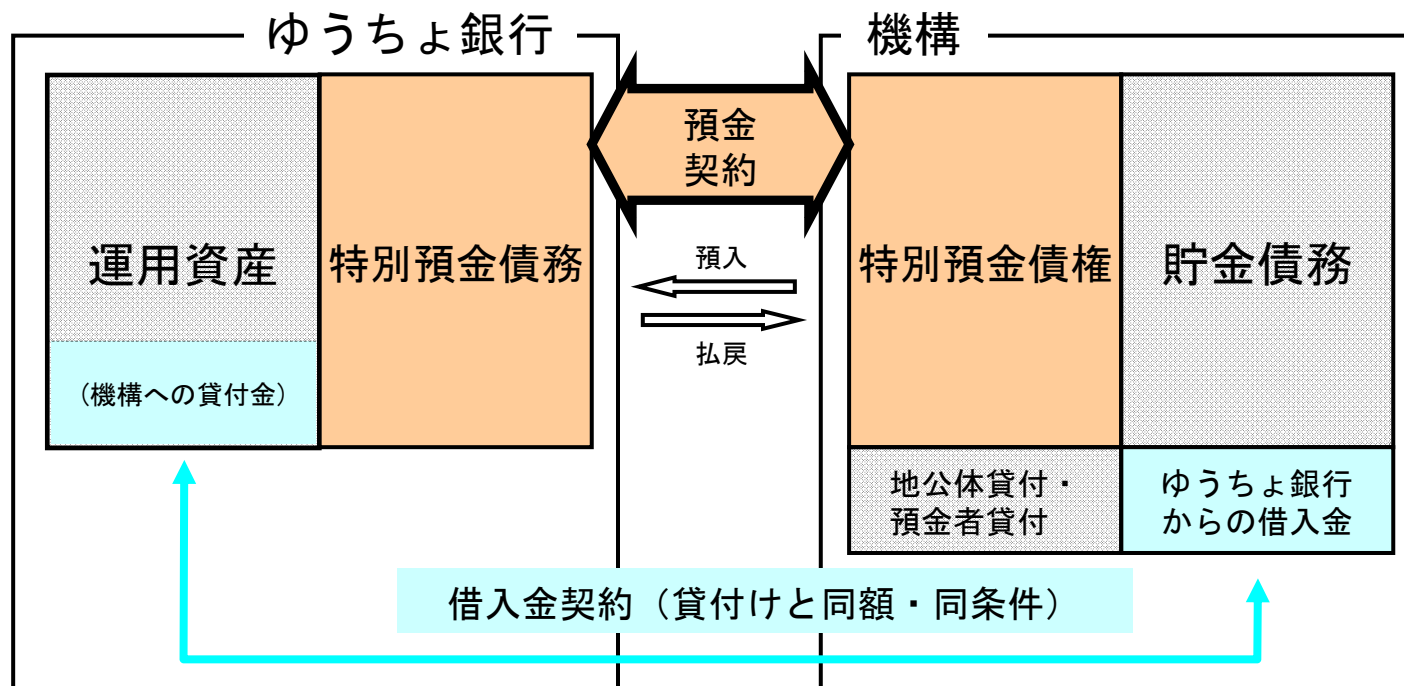 ゆうちょ銀行
機構
預金
契約
運用資産
特別預金債務
預入
払戻
特別預金債権
貯金債務
(機構への貸付金)
地公体貸付・
預金者貸付
ゆうちょ銀行
からの借入金
借入金契約(貸付けと同額・同条件)